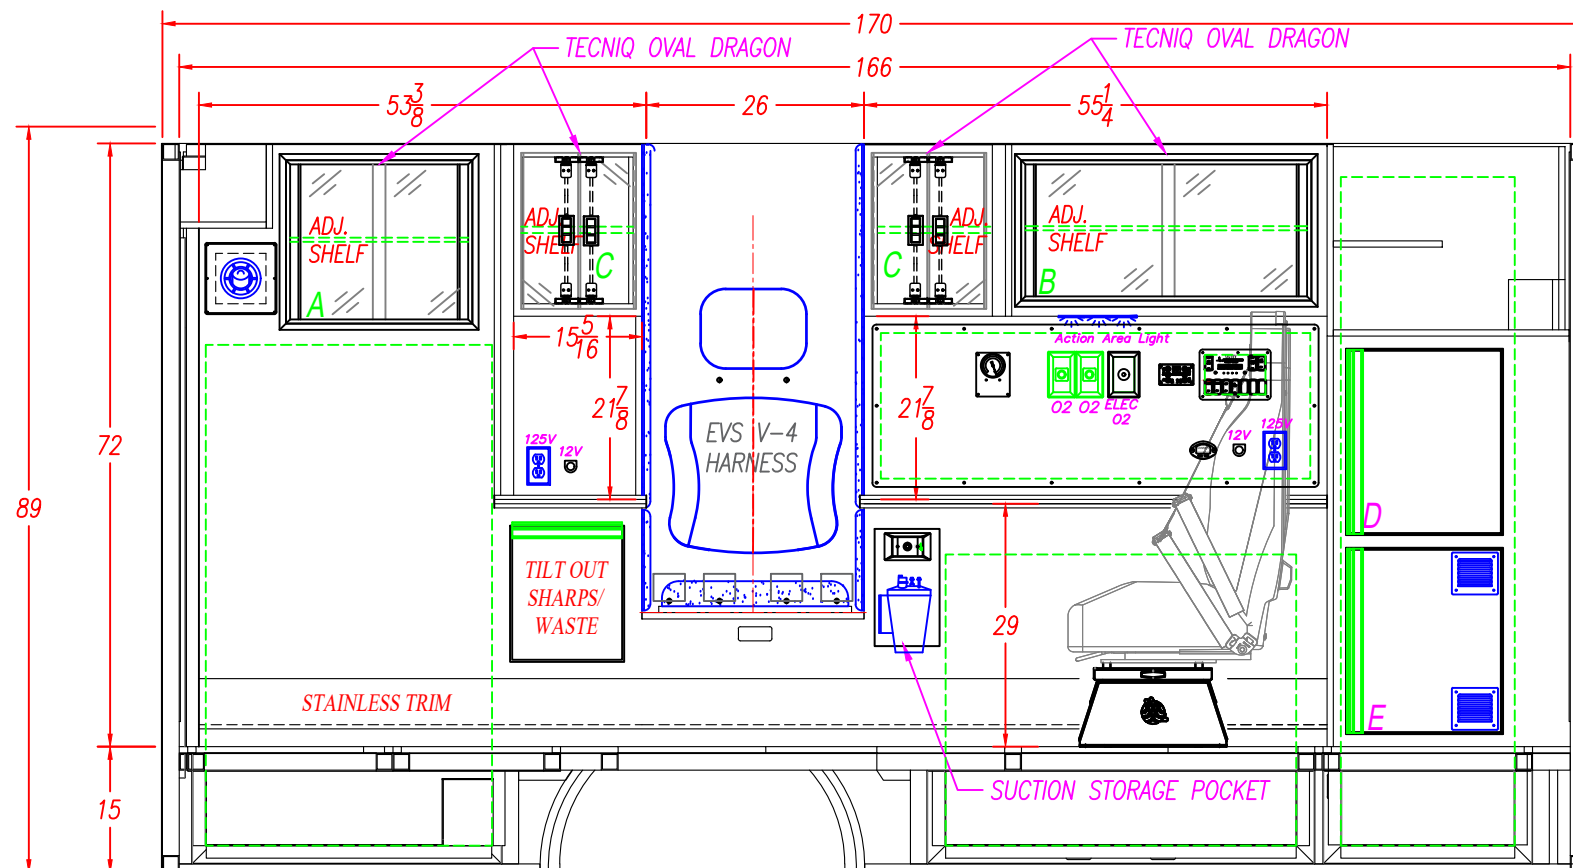 170
TECNIQ OVAL DRAGON
TECNIQ OVAL DRAGON
166
53 3/8
26
55 1/4
ADJ.
SHELF
A
ADJ.
SHELF
C
ADJ.
SHELF
C
ADJ.
SHELF
B
15 5/16
Action Area Light
21 7/8
21 7/8
O2 O2 ELEC
O2
EVS V-4
HARNESS
125V
12V
12V
125V
72
89
D
TILT OUT
SHARPS/
WASTE
29
STAINLESS TRIM
E
SUCTION STORAGE POCKET
15